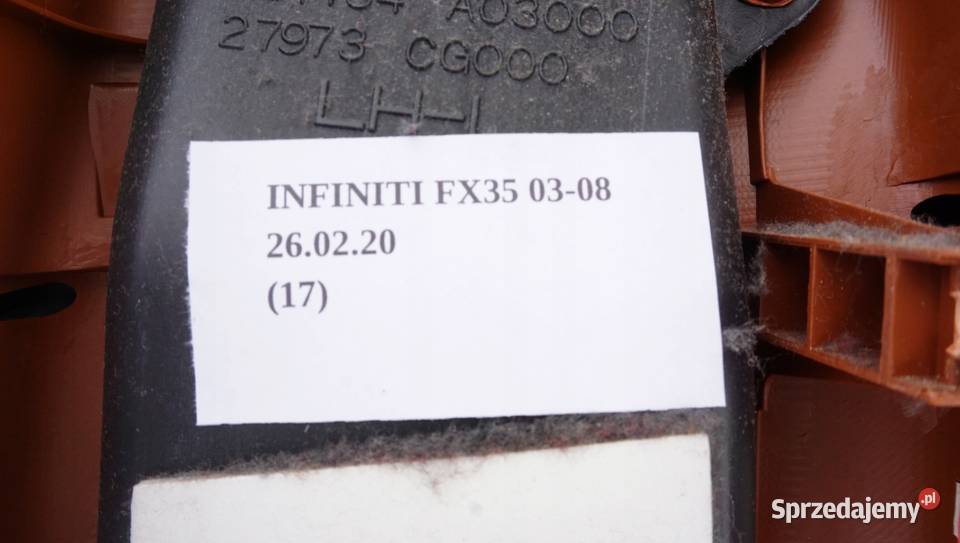 A03000
27973 CG000
LH
INFINITI FX35 03-08
26.02.20
(17)
Sprzedajemy.pl